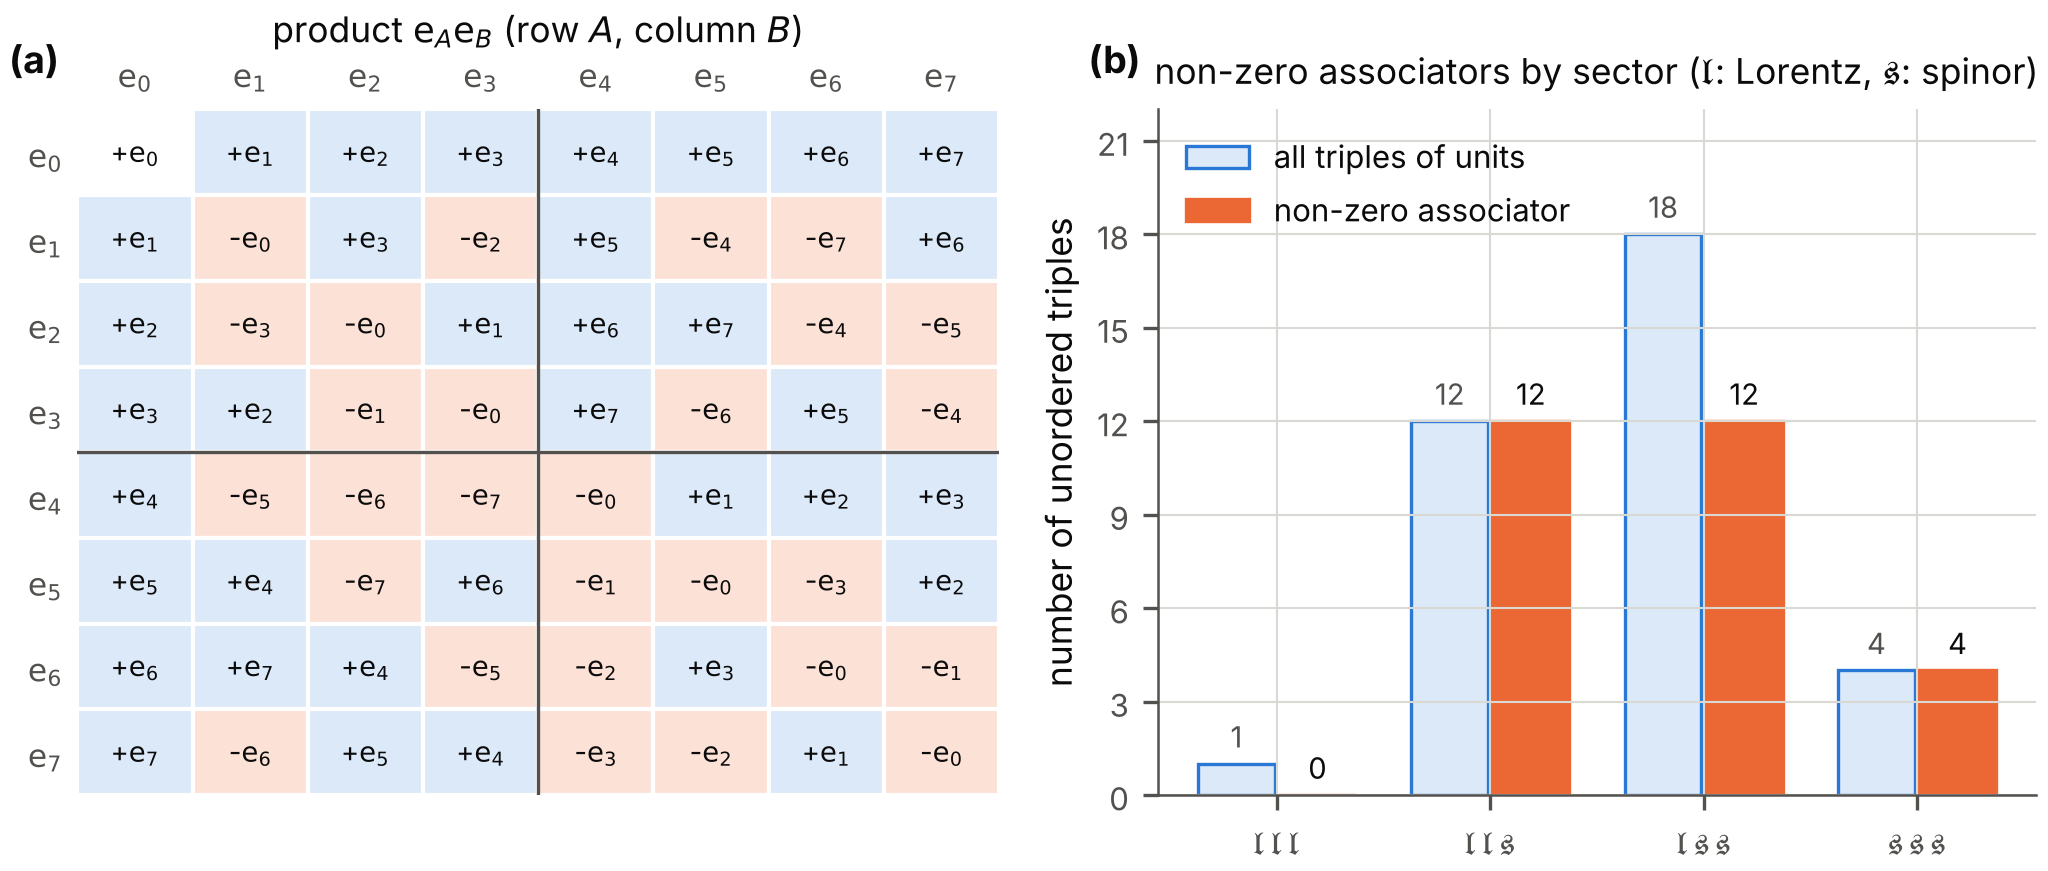 (a)
product e_A e_B (row A, column B)
e₀ e₁ e₂ e₃ e₄ e₅ e₆ e₇
e₀ +e₀ +e₁ +e₂ +e₃ +e₄ +e₅ +e₆ +e₇
e₁ +e₁ -e₀ +e₃ -e₂ +e₅ -e₄ -e₇ +e₆
e₂ +e₂ -e₃ -e₀ +e₁ +e₆ +e₇ -e₄ -e₅
e₃ +e₃ +e₂ -e₁ -e₀ +e₇ -e₆ +e₅ -e₄
e₄ +e₄ -e₅ -e₆ -e₇ -e₀ +e₁ +e₂ +e₃
e₅ +e₅ +e₄ -e₇ +e₆ -e₁ -e₀ -e₃ +e₂
e₆ +e₆ +e₇ +e₄ -e₅ -e₂ +e₃ -e₀ -e₁
e₇ +e₇ -e₆ +e₅ +e₄ -e₃ -e₂ +e₁ -e₀
(b)
non-zero associators by sector (𝔩: Lorentz, 𝔰: spinor)
number of unordered triples
21
18
15
12
9
6
3
0
all triples of units
non-zero associator
1
0
12
12
18
12
4
4
𝔩𝔩𝔩
𝔩𝔩𝔰
𝔩𝔰𝔰
𝔰𝔰𝔰